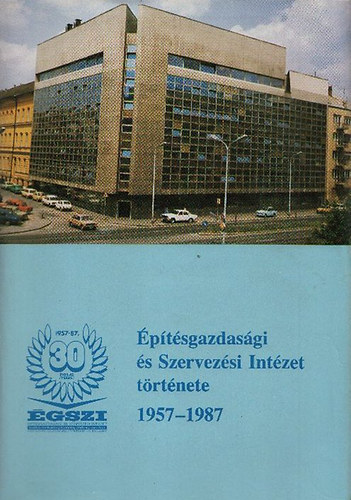 1957-87.
30
ÉGSZI
Építésgazdasági
és Szervezési Intézet
története
1957–1987